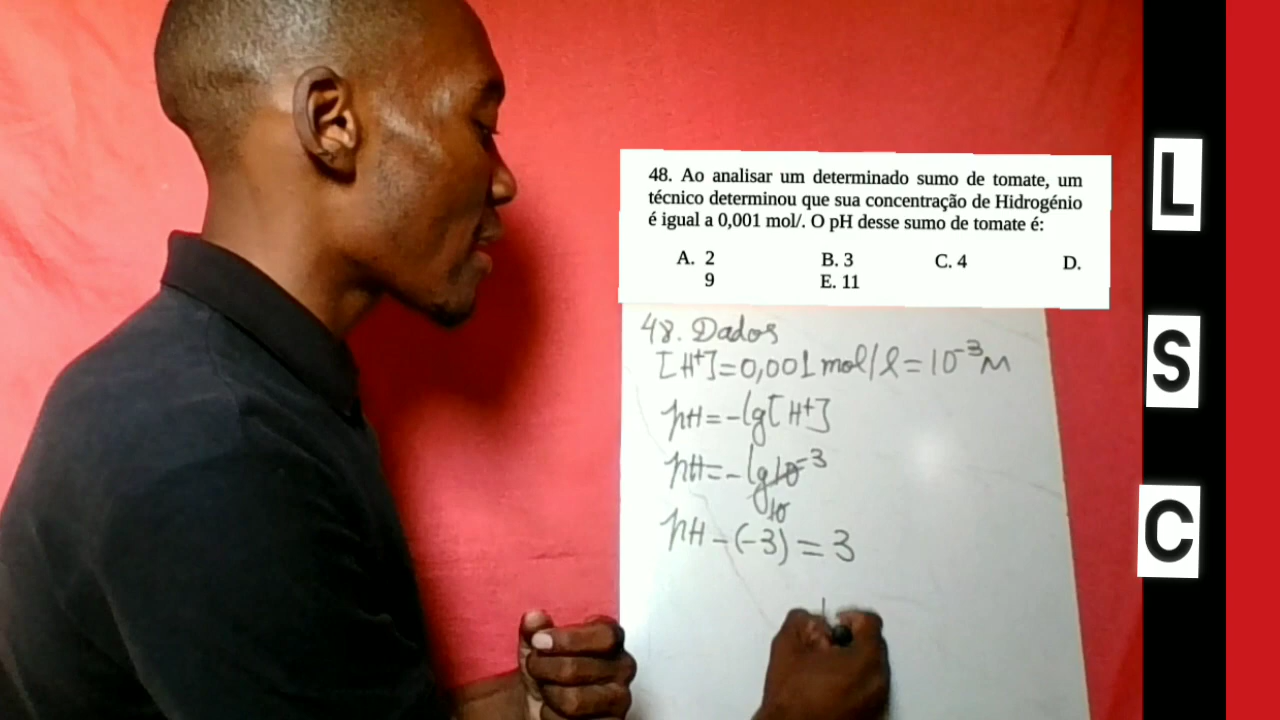 48. Ao analisar um determinado sumo de tomate, um
técnico determinou que sua concentração de Hidrogénio
é igual a 0,001 mol/. O pH desse sumo de tomate é:
A. 2 B. 3 C. 4 D.
9 E. 11
48. Dados
[H+]=0,001 mol/l=10⁻³M
pH=-lg[H+]
pH=-lg10⁻³
10
pH-(-3)=3
L
S
C